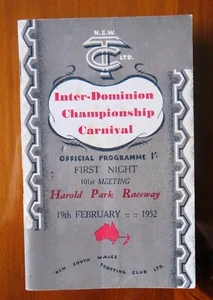 N.S.W.
TC
LTD.
Inter-Dominion
Championship
Carnival
OFFICIAL PROGRAMME 1'-
FIRST NIGHT
101st MEETING
Harold Park Raceway
19th FEBRUARY :: :: 1952
NEW SOUTH WALES TROTTING CLUB LTD.